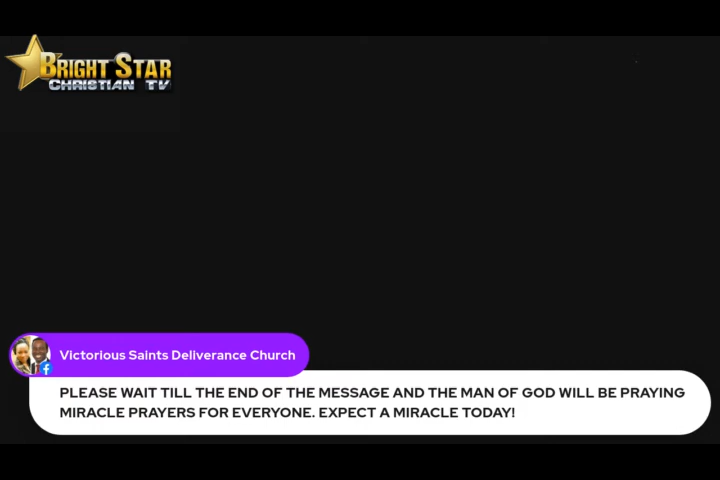 BRIGHT STAR
CHRISTIAN TV
Victorious Saints Deliverance Church
PLEASE WAIT TILL THE END OF THE MESSAGE AND THE MAN OF GOD WILL BE PRAYING
MIRACLE PRAYERS FOR EVERYONE. EXPECT A MIRACLE TODAY!